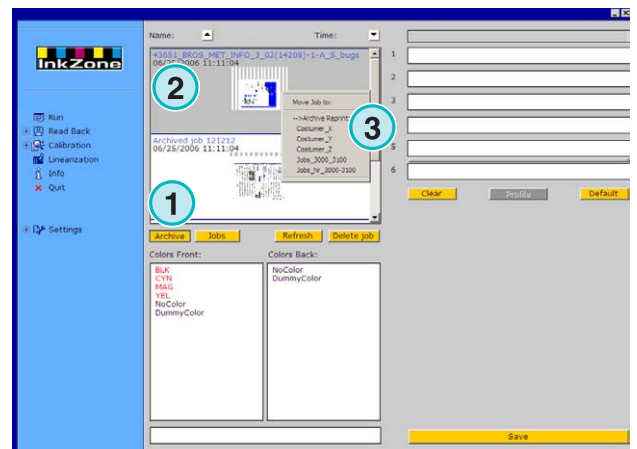 InkZone
Run
Read Back
Calibration
Linearization
Info
Quit
Settings
Name: Time:
43651_BROS_MET_INFO_3_02(14208)-1-A_S_bugs
06/25/2006 11:11:04
2
Archived job 121212
06/25/2006 11:11:04
1
Move Job to:
-->Archive Reprint
Costumer_X
Costumer_Y
Costumer_Z
Jobs_3000_3100
Jobs_Nr_3000-3100
3
Archive Jobs Refresh Delete job
Colors Front: Colors Back:
BLK
CYN
MAG
YEL
NoColor
DummyColor
NoColor
DummyColor
1
2
3
5
6
Clear Profile Default
Save